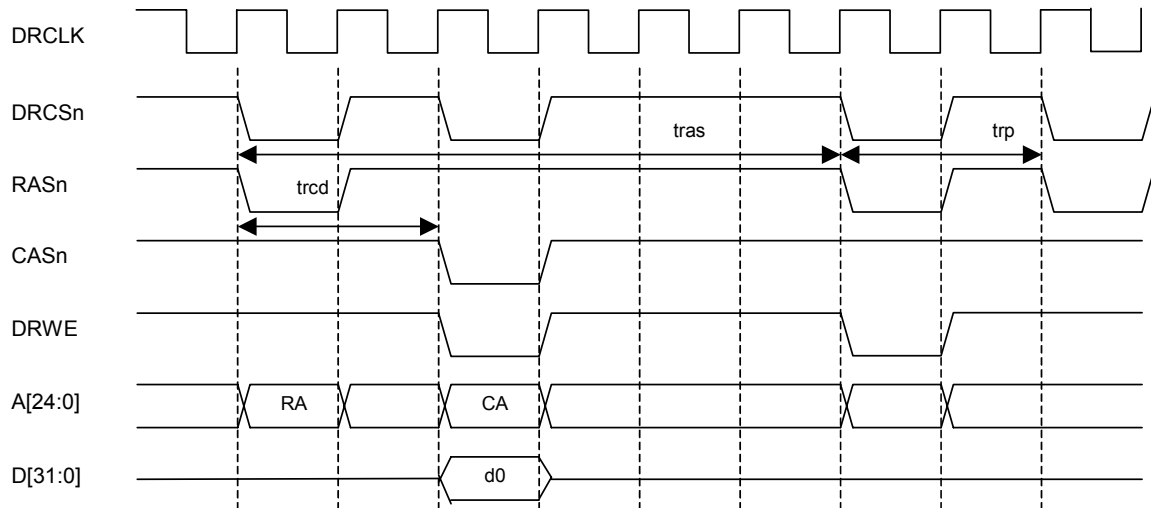 DRCLK
DRCSn
tras
trp
RASn
trcd
CASn
DRWE
A[24:0]
RA
CA
D[31:0]
d0